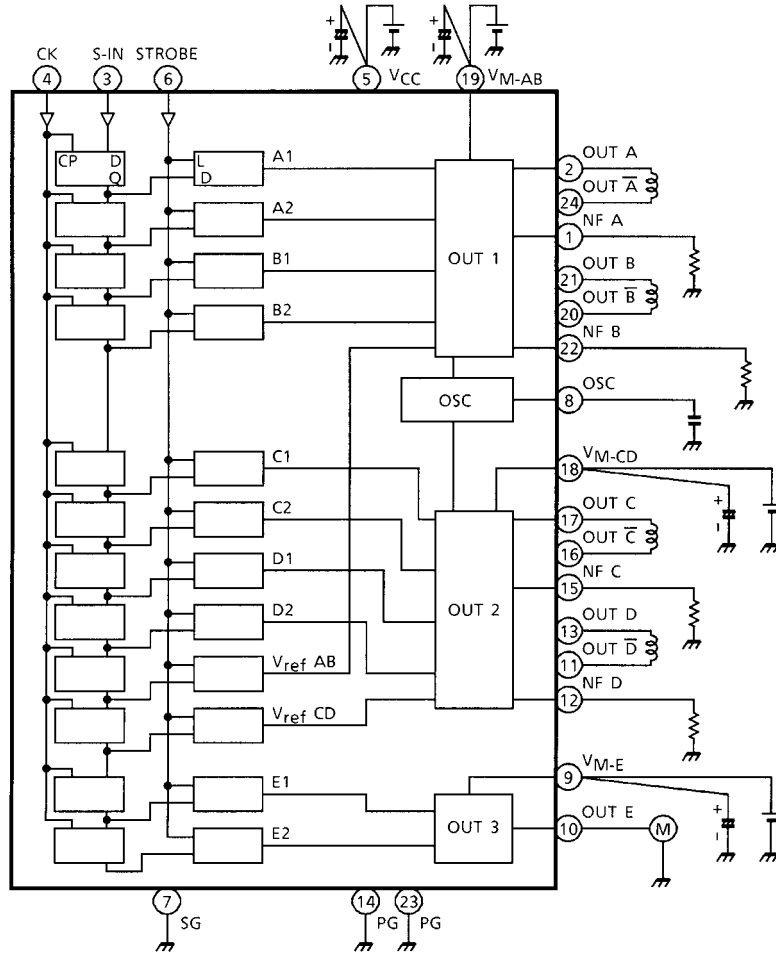 CK S-IN STROBE
4 3 6 5 VCC 19 VM-AB
+ - + -
CP D Q
L D
A1
A2
B1
B2
OUT 1
2 OUT A
24 OUT A̅
1 NF A
21 OUT B
20 OUT B̅
22 NF B
OSC
8 OSC
C1
C2
D1
D2
Vref AB
Vref CD
OUT 2
18 VM-CD
+ -
17 OUT C
16 OUT C̅
15 NF C
13 OUT D
11 OUT D̅
12 NF D
E1
E2
OUT 3
9 VM-E
+ -
10 OUT E
M
7 SG
14 PG
23 PG